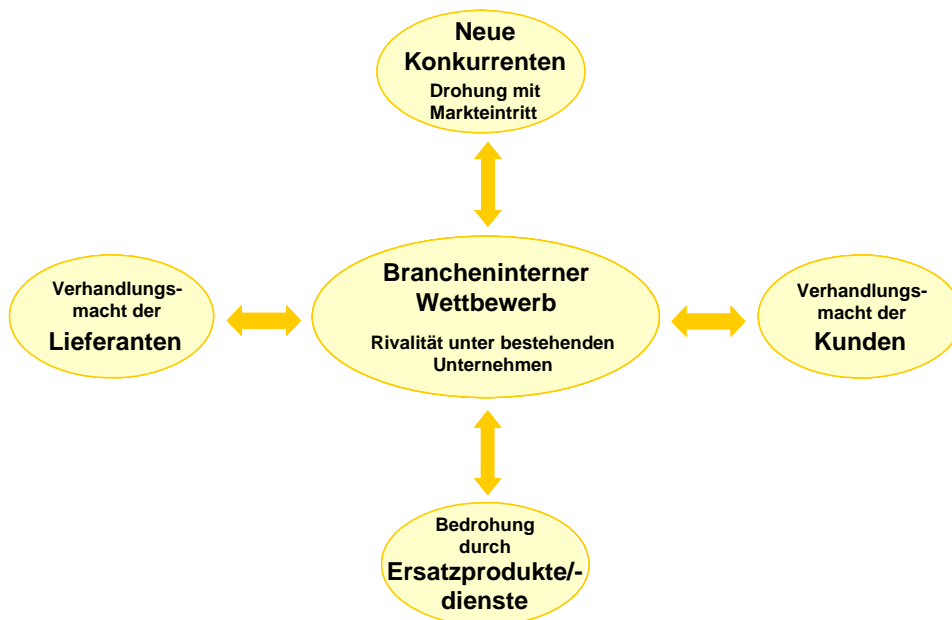 Neue
Konkurrenten
Drohung mit
Markteintritt
Verhandlungs-
macht der
Lieferanten
Brancheninterner
Wettbewerb
Rivalität unter bestehenden
Unternehmen
Verhandlungs-
macht der
Kunden
Bedrohung
durch
Ersatzprodukte/-
dienste